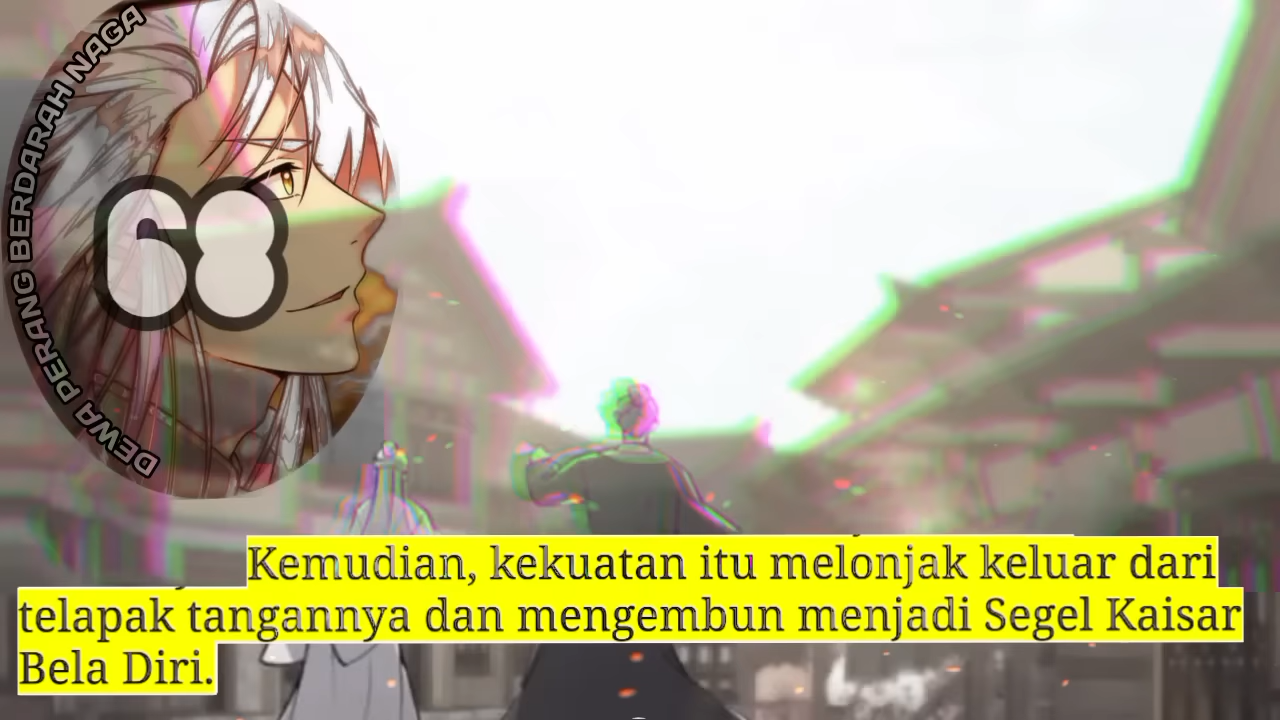 DEWA PERANG BERDARAH NAGA
68
Kemudian, kekuatan itu melonjak keluar dari
telapak tangannya dan mengembun menjadi Segel Kaisar
Bela Diri.